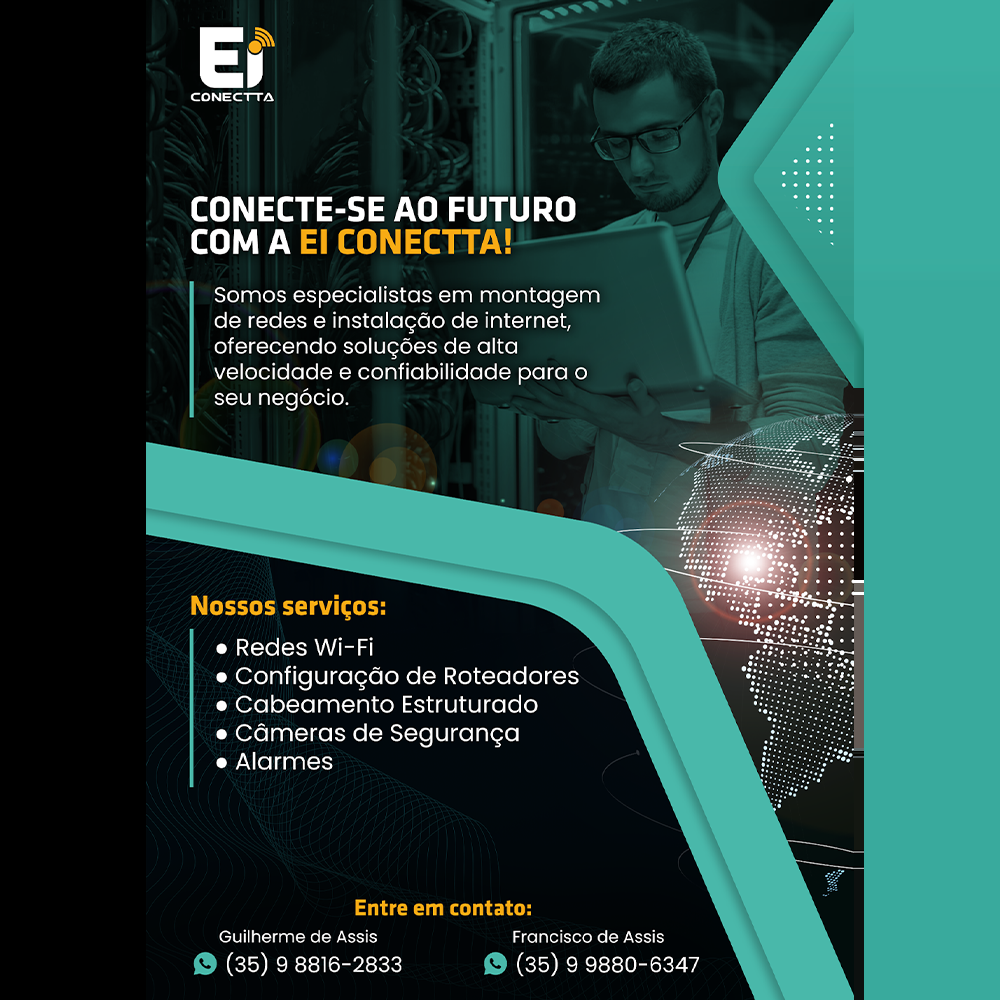 Ei
CONECTTA
CONECTE-SE AO FUTURO
COM A EI CONECTTA!
Somos especialistas em montagem
de redes e instalação de internet,
oferecendo soluções de alta
velocidade e confiabilidade para o
seu negócio.
Nossos serviços:
● Redes Wi-Fi
● Configuração de Roteadores
● Cabeamento Estruturado
● Câmeras de Segurança
● Alarmes
Entre em contato:
Guilherme de Assis
(35) 9 8816-2833
Francisco de Assis
(35) 9 9880-6347